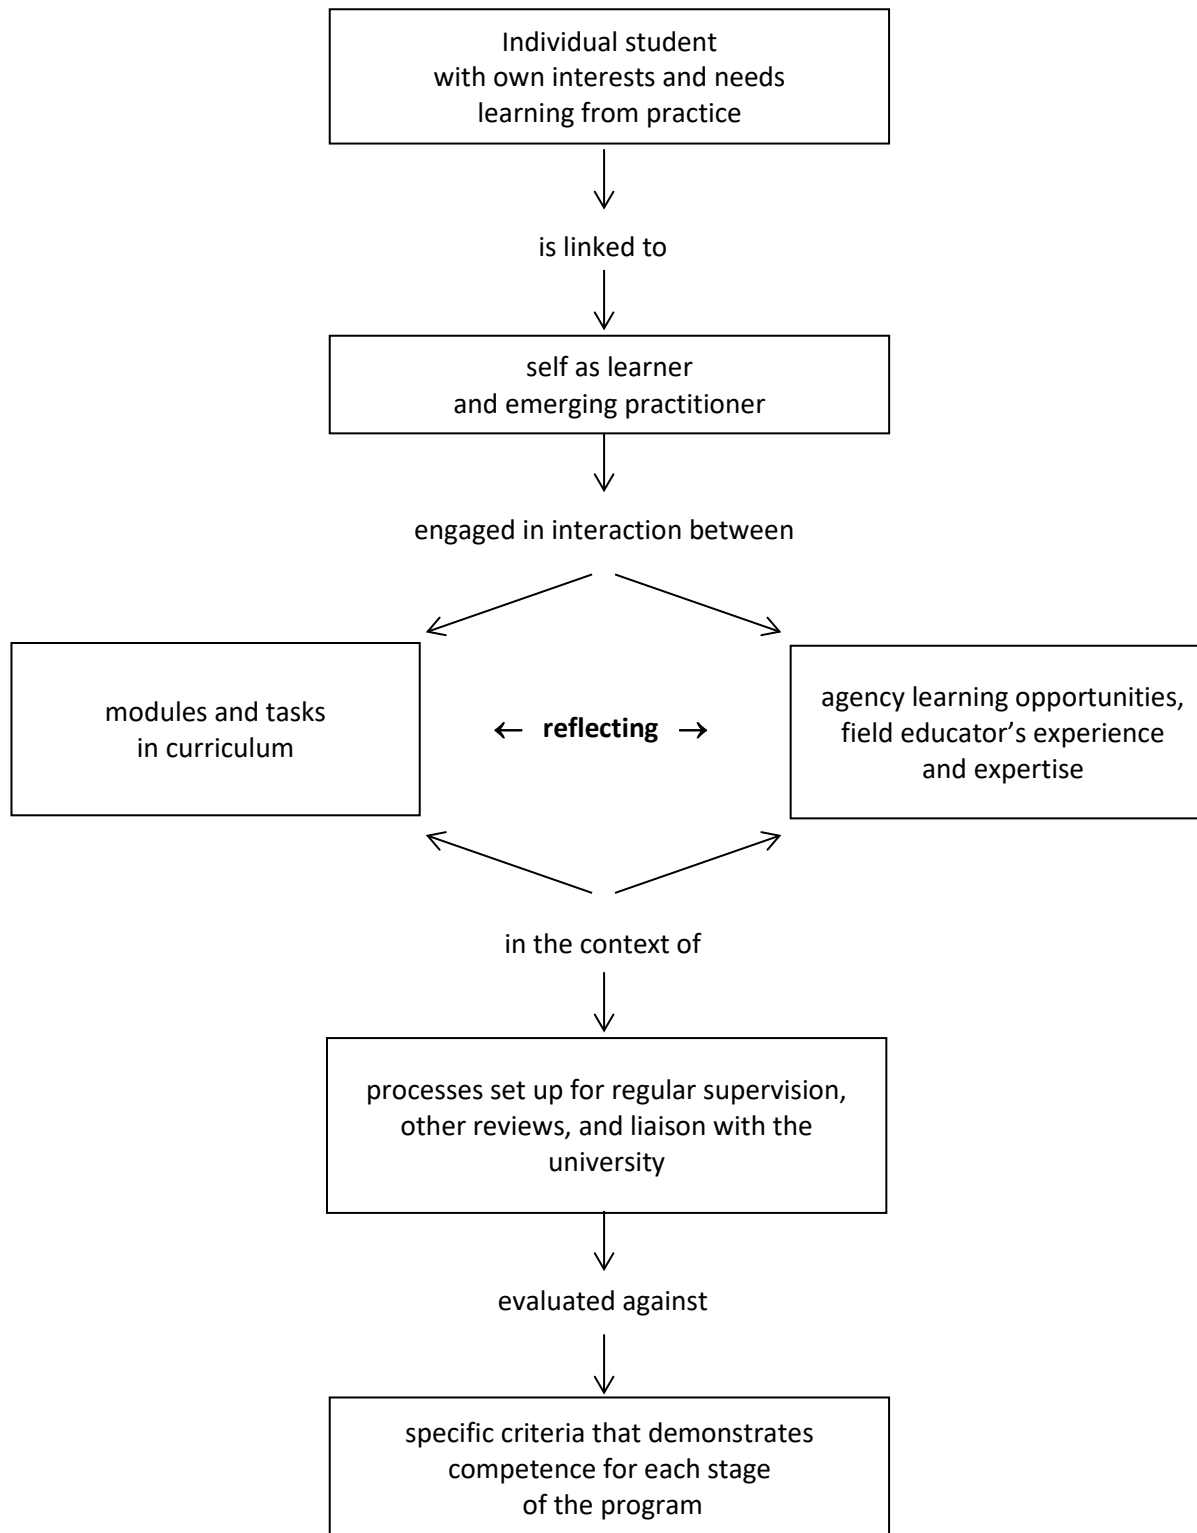 Individual student
with own interests and needs
learning from practice
is linked to
self as learner
and emerging practitioner
engaged in interaction between
modules and tasks
in curriculum
← reflecting →
agency learning opportunities,
field educator’s experience
and expertise
in the context of
processes set up for regular supervision,
other reviews, and liaison with the
university
evaluated against
specific criteria that demonstrates
competence for each stage
of the program